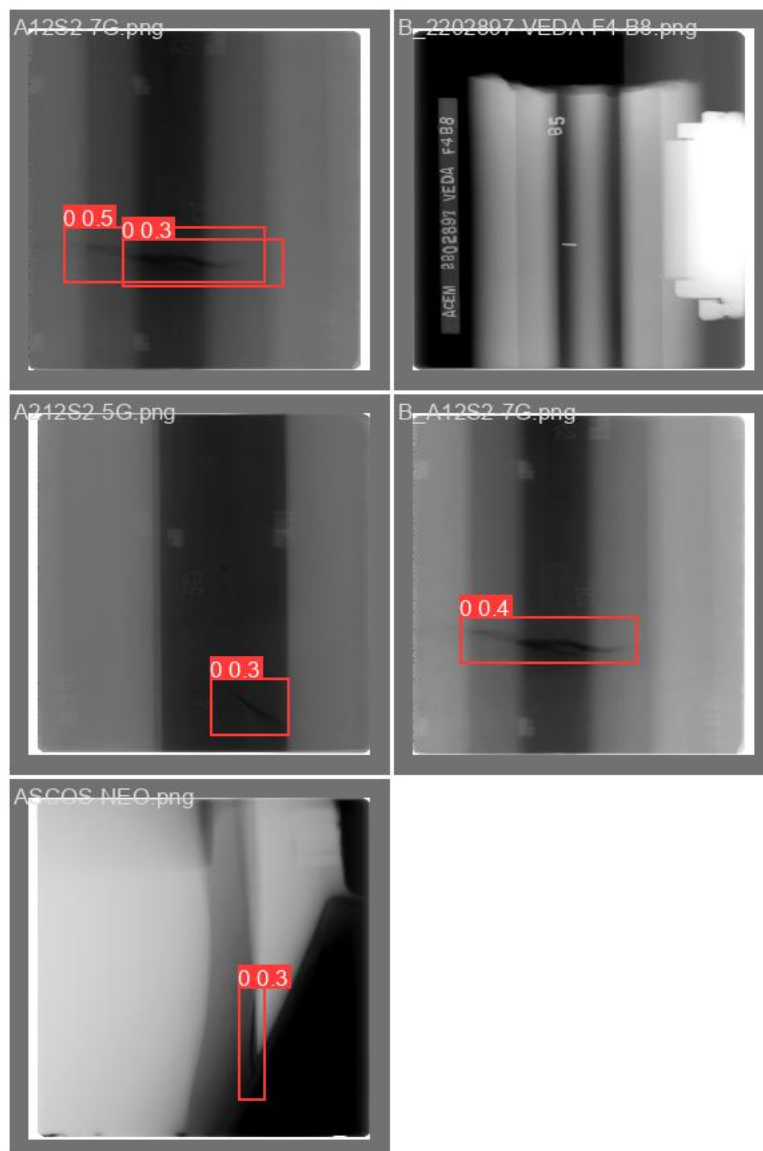 A12S2 7G.png
0 0.5
0 0.3
B_2202897 VEDA F4 B8.png
ACEM 2202897 VEDA F4B8
B5
A212S2 5G.png
0 0.3
B_A12S2 7G.png
0 0.4
ASCOS NEO.png
0 0.3